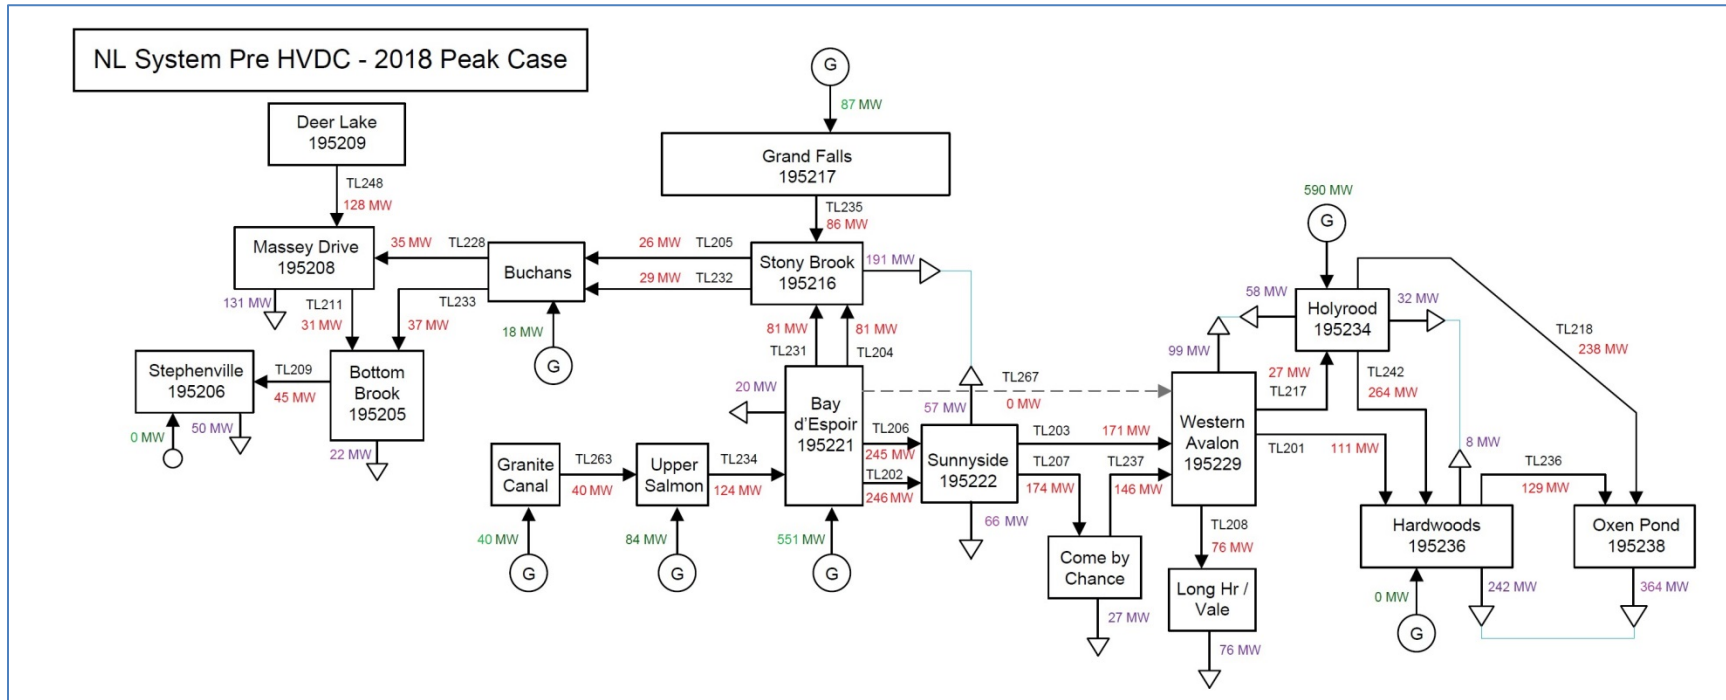 NL System Pre HVDC - 2018 Peak Case
Deer Lake
195209
TL248
128 MW
Massey Drive
195208
131 MW
TL211
31 MW
35 MW
TL228
TL233
37 MW
Buchans
18 MW
G
Stephenville
195206
TL209
45 MW
0 MW
50 MW
Bottom
Brook
195205
22 MW
G
87 MW
Grand Falls
195217
TL235
86 MW
26 MW
TL205
29 MW
TL232
Stony Brook
195216
191 MW
81 MW
TL231
81 MW
TL204
20 MW
Bay
d'Espoir
195221
551 MW
G
Granite
Canal
40 MW
G
TL263
40 MW
Upper
Salmon
84 MW
G
TL234
124 MW
TL267
0 MW
TL206
245 MW
TL202
246 MW
57 MW
Sunnyside
195222
66 MW
TL203
171 MW
TL207
174 MW
TL237
146 MW
Come by
Chance
27 MW
99 MW
Western
Avalon
195229
TL208
76 MW
Long Hr /
Vale
76 MW
590 MW
G
58 MW
Holyrood
195234
32 MW
27 MW
TL217
TL242
264 MW
TL218
238 MW
TL201
111 MW
8 MW
TL236
129 MW
Hardwoods
195236
0 MW
G
242 MW
Oxen Pond
195238
364 MW